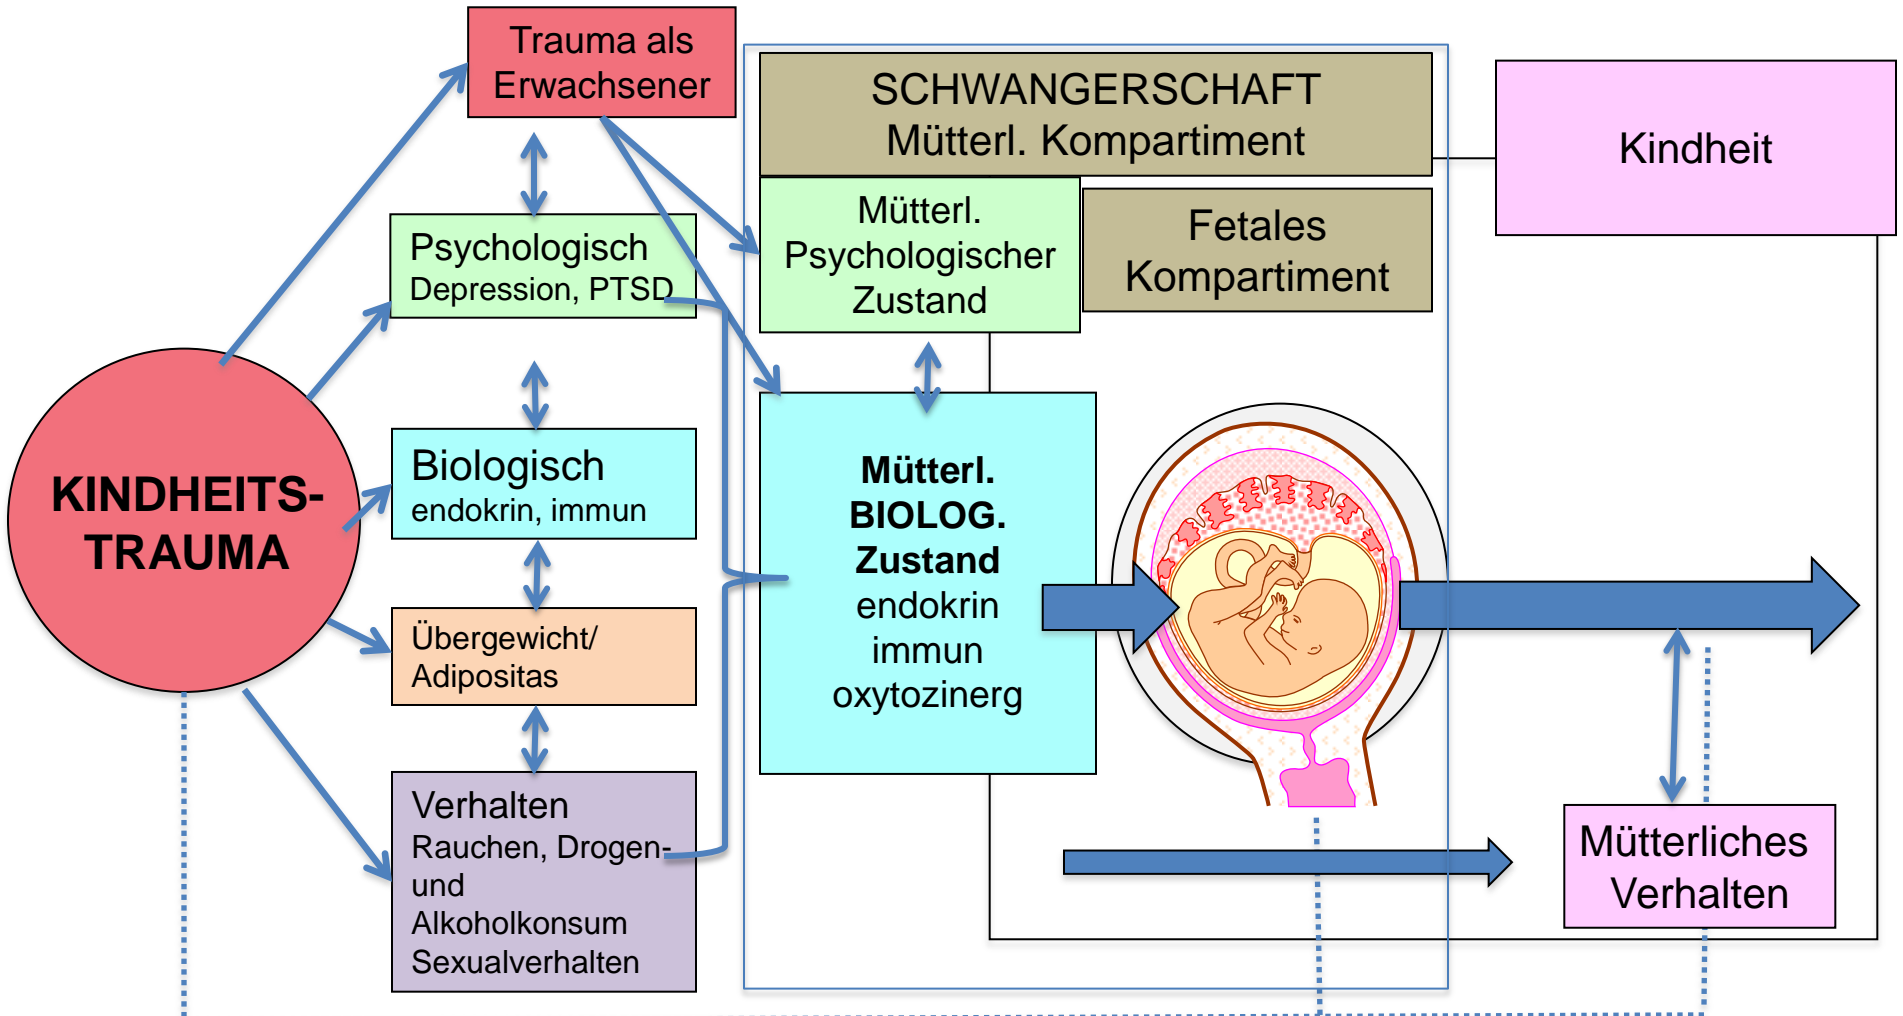 Trauma als
Erwachsener
SCHWANGERSCHAFT
Mütterl. Kompartiment
Kindheit
Mütterl.
Psychologischer
Zustand
Fetales
Kompartiment
Psychologisch
Depression, PTSD
KINDHEITS-
TRAUMA
Biologisch
endokrin, immun
Mütterl.
BIOLOG.
Zustand
endokrin
immun
oxytozinerg
Übergewicht/
Adipositas
Verhalten
Rauchen, Drogen-
und
Alkoholkonsum
Sexualverhalten
Mütterliches
Verhalten